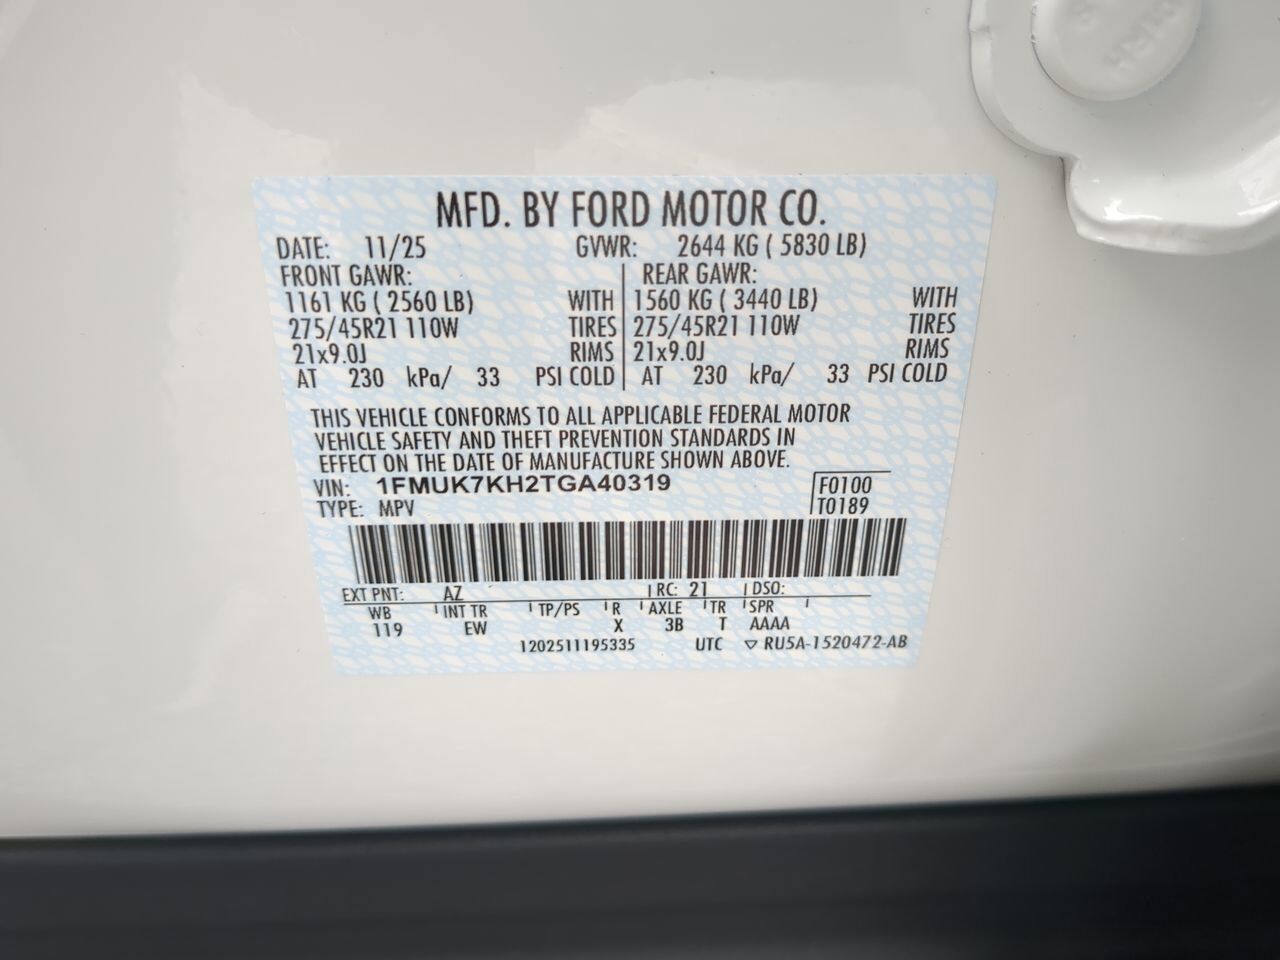 MFD. BY FORD MOTOR CO.
DATE: 11/25 GVWR: 2644 KG ( 5830 LB)
FRONT GAWR: REAR GAWR:
1161 KG ( 2560 LB) WITH 1560 KG ( 3440 LB) WITH
275/45R21 110W TIRES 275/45R21 110W TIRES
21x9.0J RIMS 21x9.0J RIMS
AT 230 kPa/ 33 PSI COLD AT 230 kPa/ 33 PSI COLD
THIS VEHICLE CONFORMS TO ALL APPLICABLE FEDERAL MOTOR
VEHICLE SAFETY AND THEFT PREVENTION STANDARDS IN
EFFECT ON THE DATE OF MANUFACTURE SHOWN ABOVE.
VIN: 1FMUK7KH2TGA40319 F0100
TYPE: MPV T0189
EXT PNT: AZ RC: 21 DSO:
WB INT TR TP/PS R AXLE TR SPR
119 EW X 3B T AAAA
1202511195335 UTC ▽ RU5A-1520472-AB